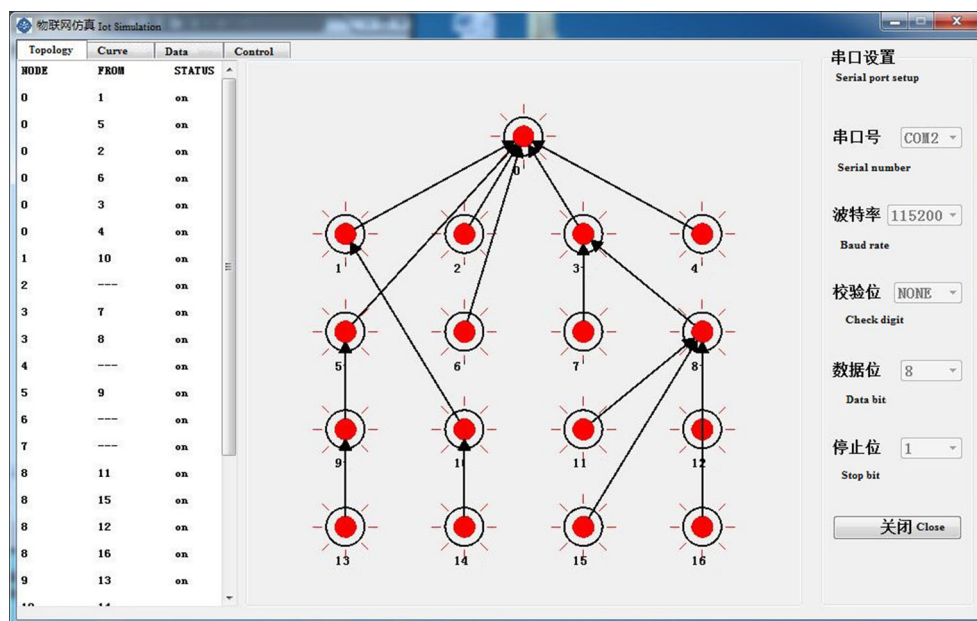 物联网仿真 Iot Simulation
Topology Curve Data Control
NODE FROM STATUS
0 1 on
0 5 on
0 2 on
0 6 on
0 3 on
0 4 on
1 10 on
2 --- on
3 7 on
3 8 on
4 --- on
5 9 on
6 --- on
7 --- on
8 11 on
8 15 on
8 12 on
8 16 on
9 13 on
0
1 2 3 4
5 6 7 8
9 10 11 12
13 14 15 16
串口设置
Serial port setup
串口号 COM2
Serial number
波特率 115200
Baud rate
校验位 NONE
Check digit
数据位 8
Data bit
停止位 1
Stop bit
关闭 Close